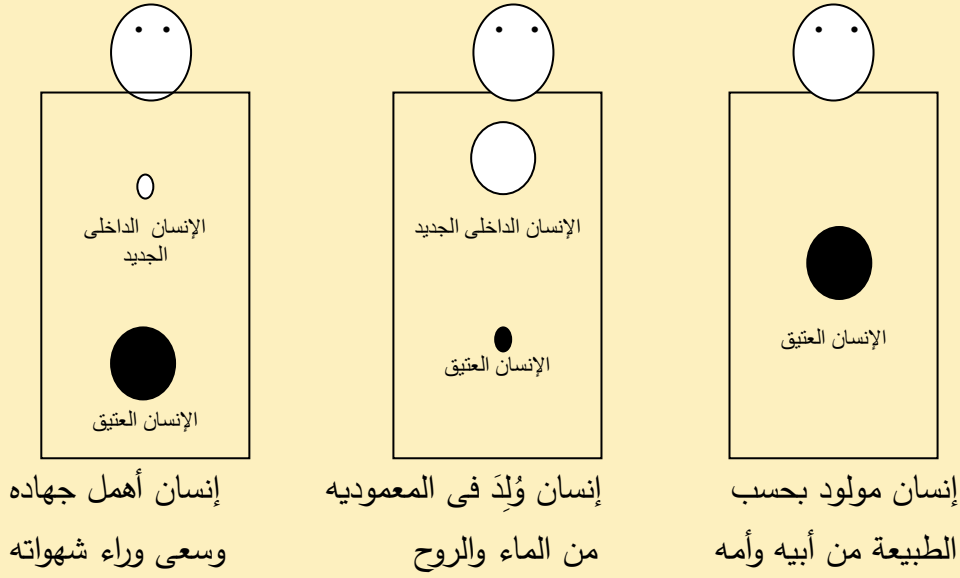 الإنسان العتيق
إنسان مولود بحسب
الطبيعة من أبيه وأمه
الإنسان الداخلى الجديد
الإنسان العتيق
إنسان وُلِدَ فى المعموديه
من الماء والروح
الإنسان الداخلى
الجديد
الإنسان العتيق
إنسان أهمل جهاده
وسعى وراء شهواته